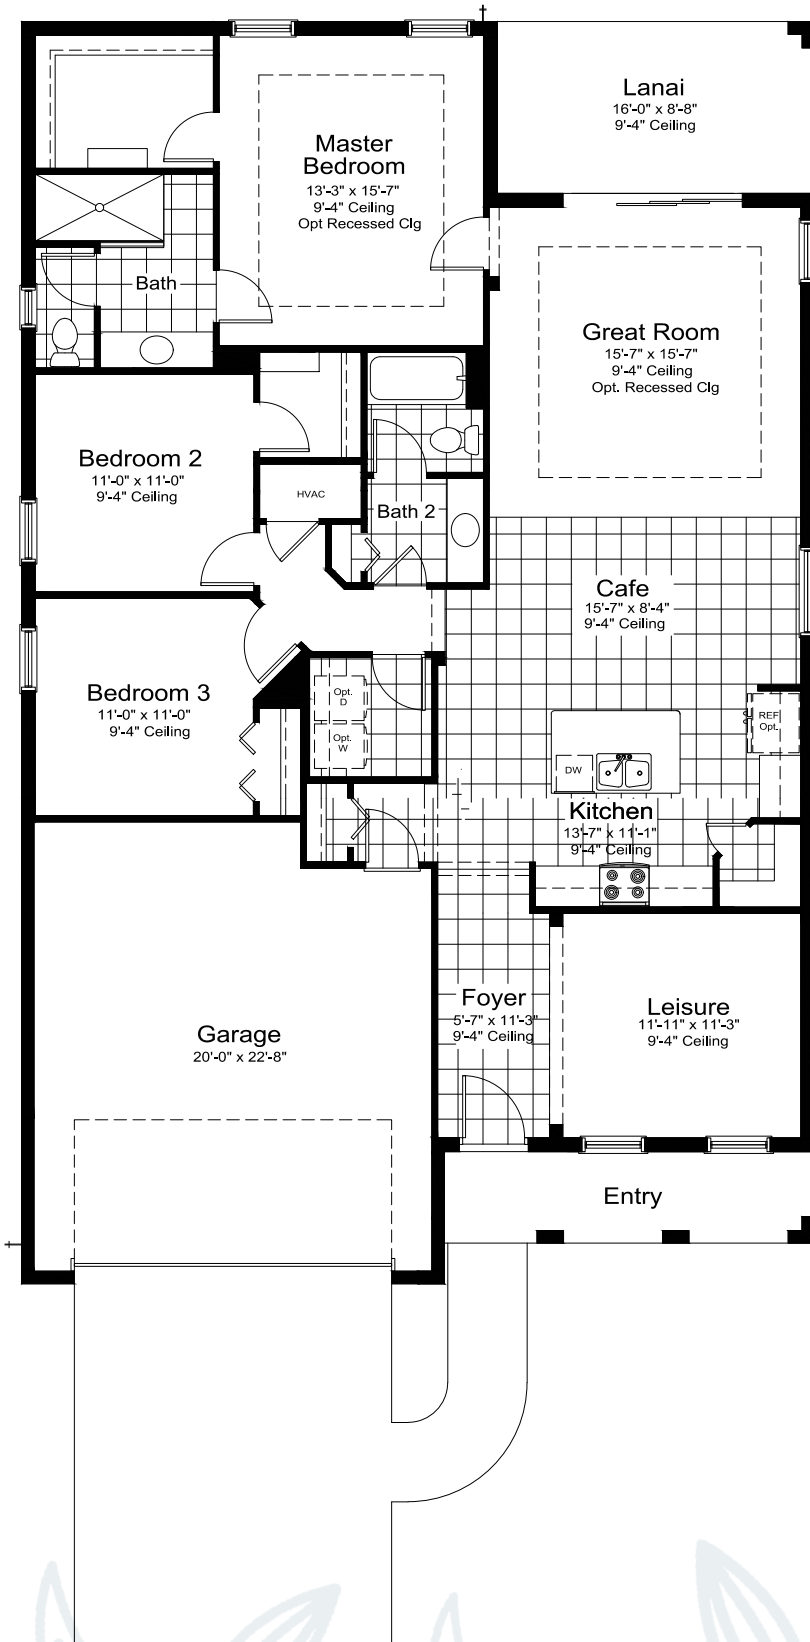 Lanai
16'-0" x 8'-8"
9'-4" Ceiling
Master
Bedroom
13'-3" x 15'-7"
9'-4" Ceiling
Opt Recessed Clg
Bath
Great Room
15'-7" x 15'-7"
9'-4" Ceiling
Opt. Recessed Clg
Bedroom 2
11'-0" x 11'-0"
9'-4" Ceiling
HVAC
Bath 2
Cafe
15'-7" x 8'-4"
9'-4" Ceiling
Bedroom 3
11'-0" x 11'-0"
9'-4" Ceiling
Opt.
D
Opt.
W
REF
Opt.
DW
Kitchen
13'-7" x 11'-1"
9'-4" Ceiling
Foyer
5'-7" x 11'-3"
9'-4" Ceiling
Leisure
11'-11" x 11'-3"
9'-4" Ceiling
Garage
20'-0" x 22'-8"
Entry